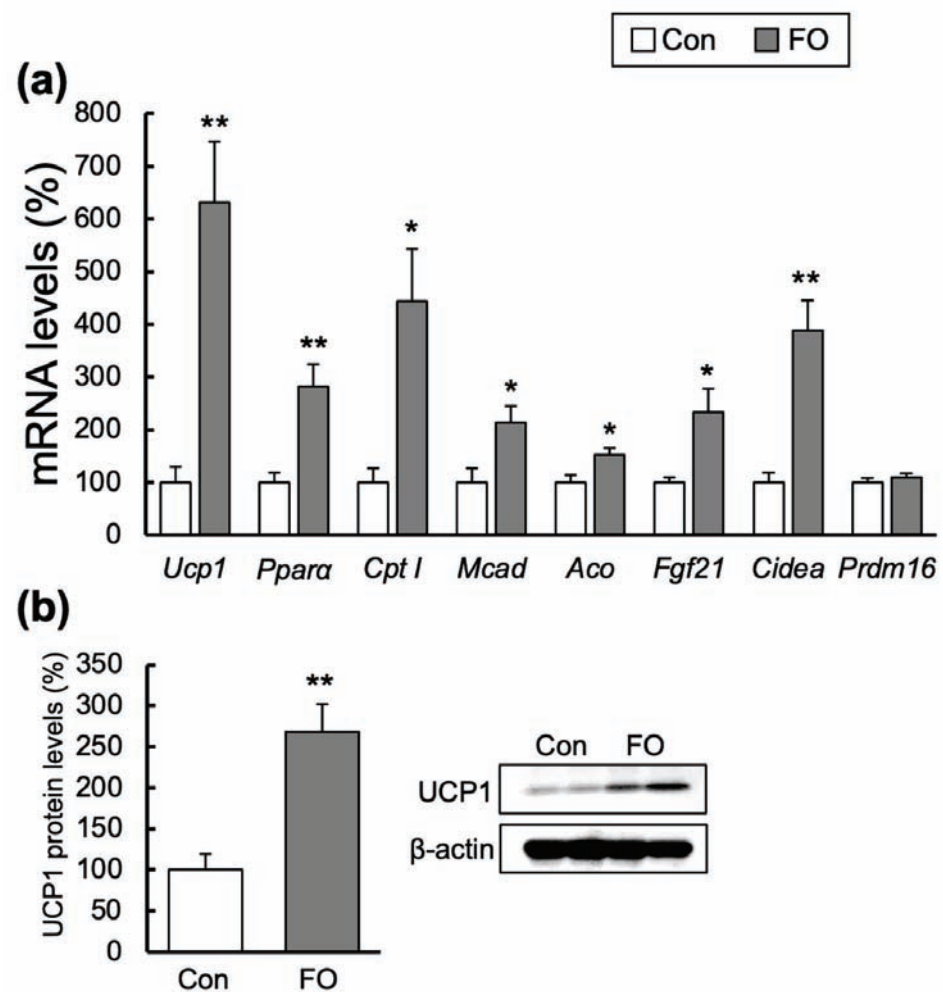 Con FO
(a)
mRNA levels (%)
800
700
600
500
400
300
200
100
0
** ** * * * * **
Ucp1 Pparα Cpt I Mcad Aco Fgf21 Cidea Prdm16
(b)
UCP1 protein levels (%)
350
300
250
200
150
100
50
0
**
Con FO
Con FO
UCP1
β-actin